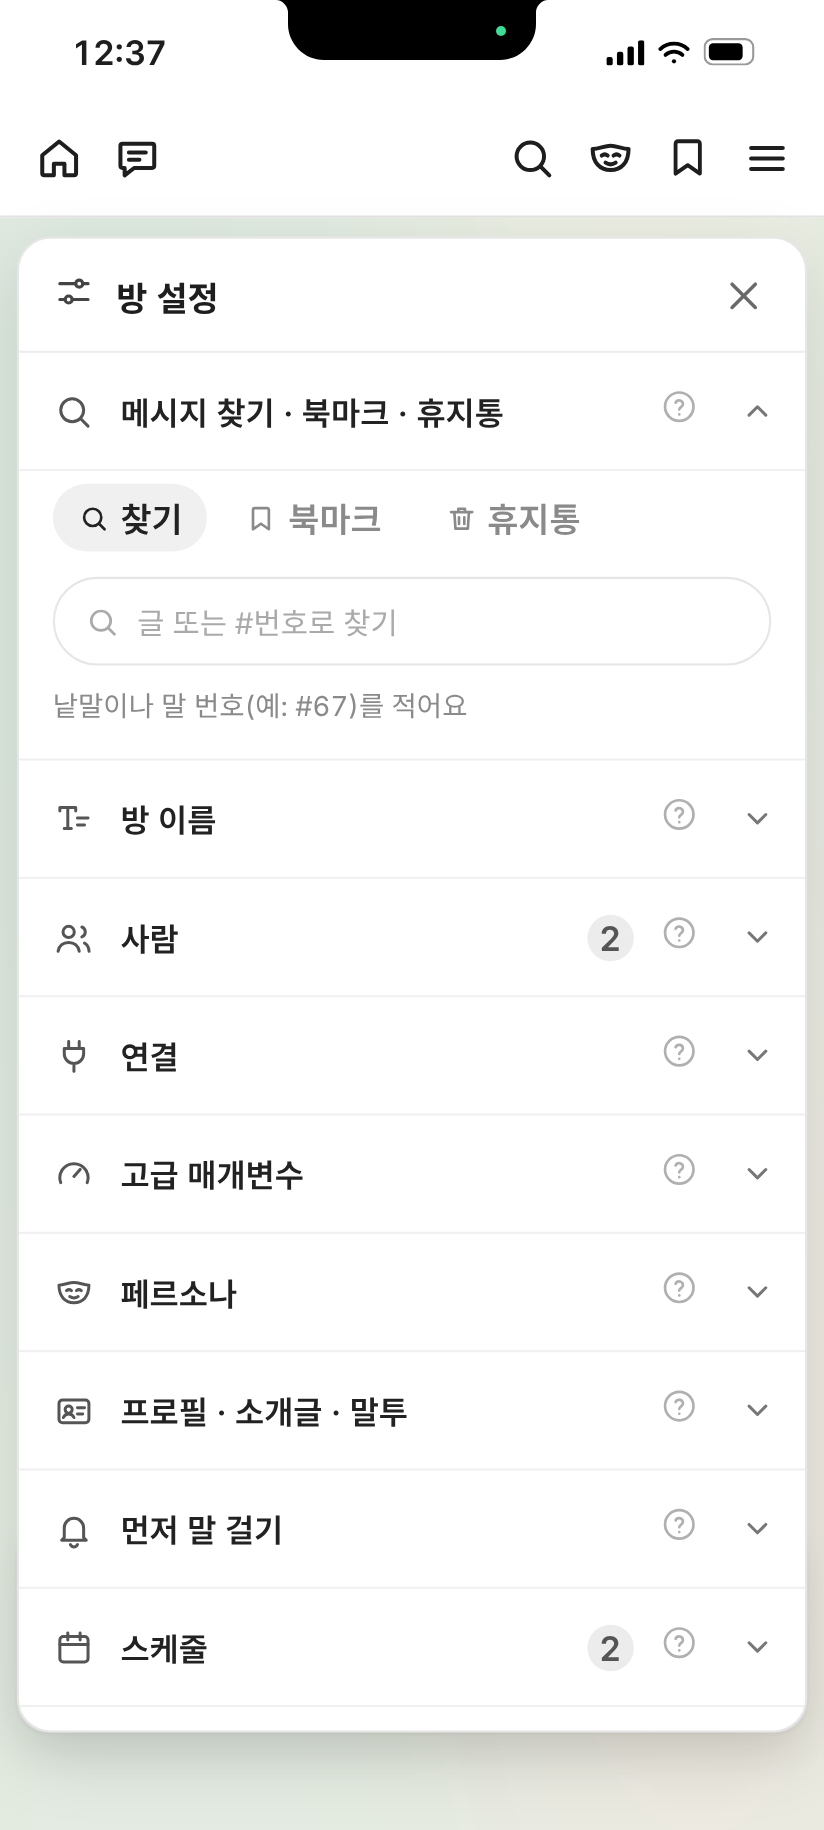 12:37
방 설정
메시지 찾기 · 북마크 · 휴지통
찾기 북마크 휴지통
글 또는 #번호로 찾기
낱말이나 말 번호(예: #67)를 적어요
방 이름
사람 2
연결
고급 매개변수
페르소나
프로필 · 소개글 · 말투
먼저 말 걸기
스케줄 2